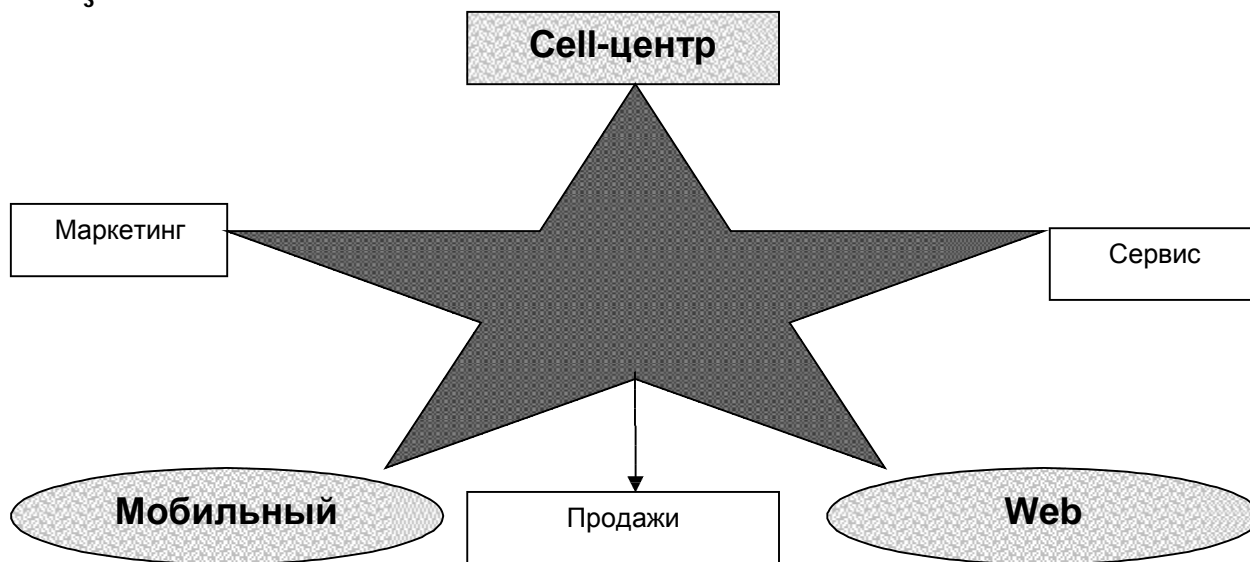 Cell-центр
Маркетинг
Сервис
Мобильный
Продажи
Web